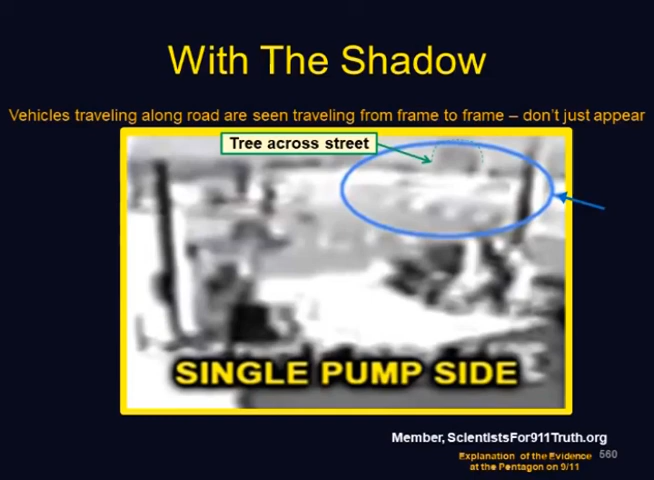 With The Shadow
Vehicles traveling along road are seen traveling from frame to frame – don't just appear
Tree across street
SINGLE PUMP SIDE
Member, ScientistsFor911Truth.org
Explanation of the Evidence 560
at the Pentagon on 9/11